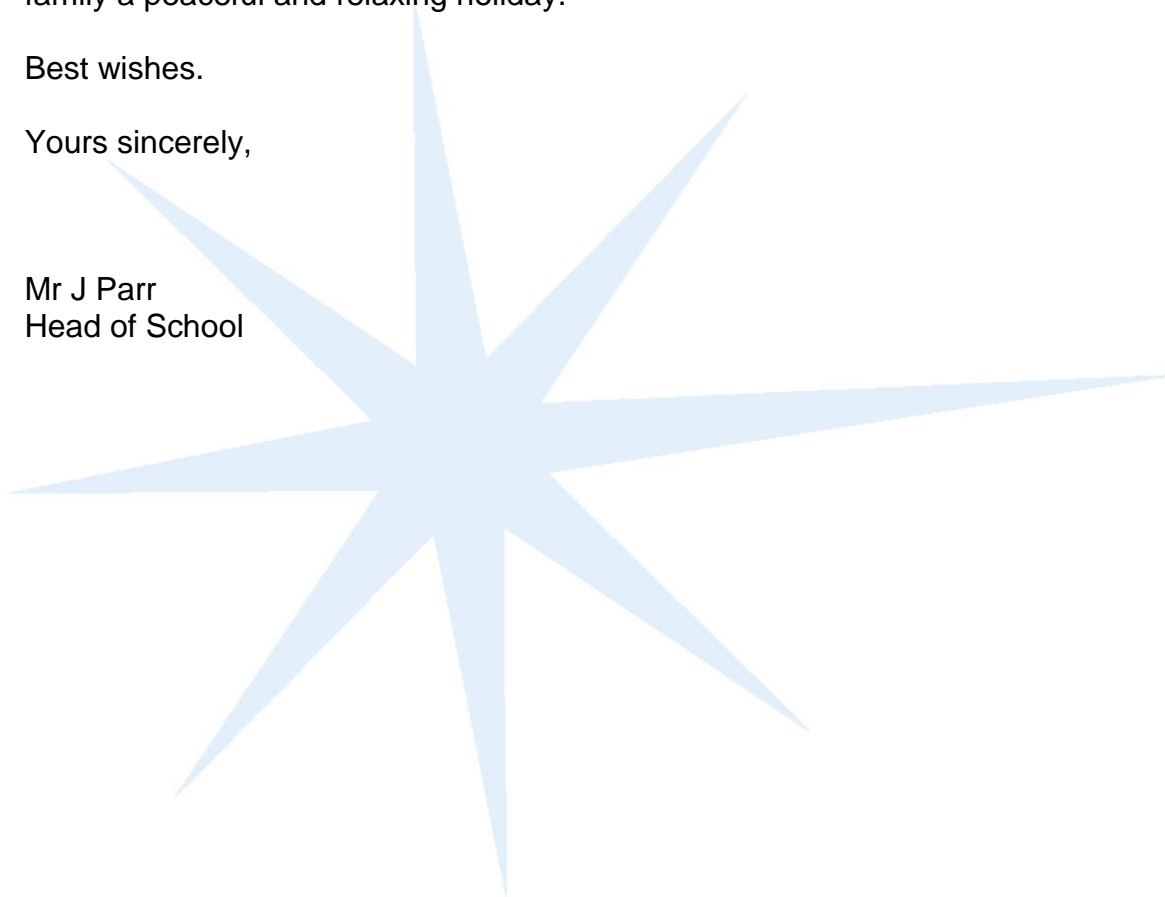 family a peaceful and relaxing holiday.
Best wishes.
Yours sincerely,
Mr J Parr
Head of School